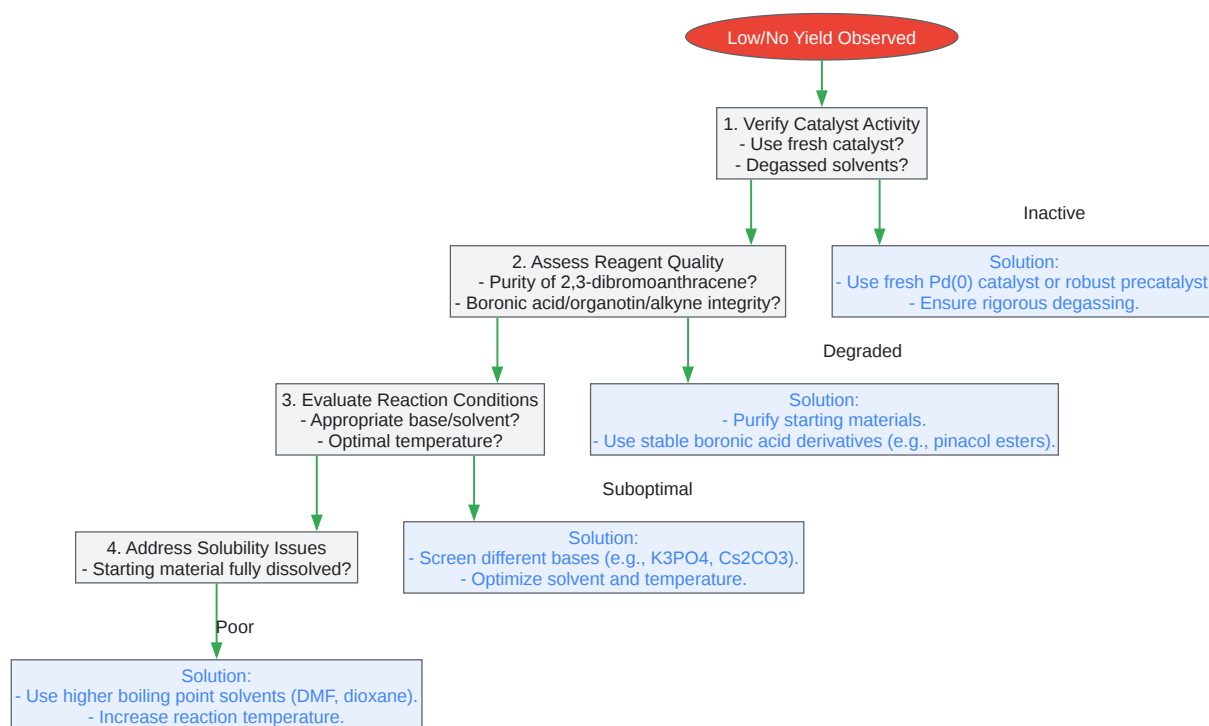 Low/No Yield Observed
1. Verify Catalyst Activity
- Use fresh catalyst?
- Degassed solvents?
Inactive
Solution:
- Use fresh Pd(0) catalyst or robust precatalyst
- Ensure rigorous degassing.
2. Assess Reagent Quality
- Purity of 2,3-dibromoanthracene?
- Boronic acid/organotin/alkyne integrity?
Degraded
Solution:
- Purify starting materials.
- Use stable boronic acid derivatives (e.g., pinacol esters).
3. Evaluate Reaction Conditions
- Appropriate base/solvent?
- Optimal temperature?
Suboptimal
Solution:
- Screen different bases (e.g., K3PO4, Cs2CO3).
- Optimize solvent and temperature.
4. Address Solubility Issues
- Starting material fully dissolved?
Poor
Solution:
- Use higher boiling point solvents (DMF, dioxane).
- Increase reaction temperature.